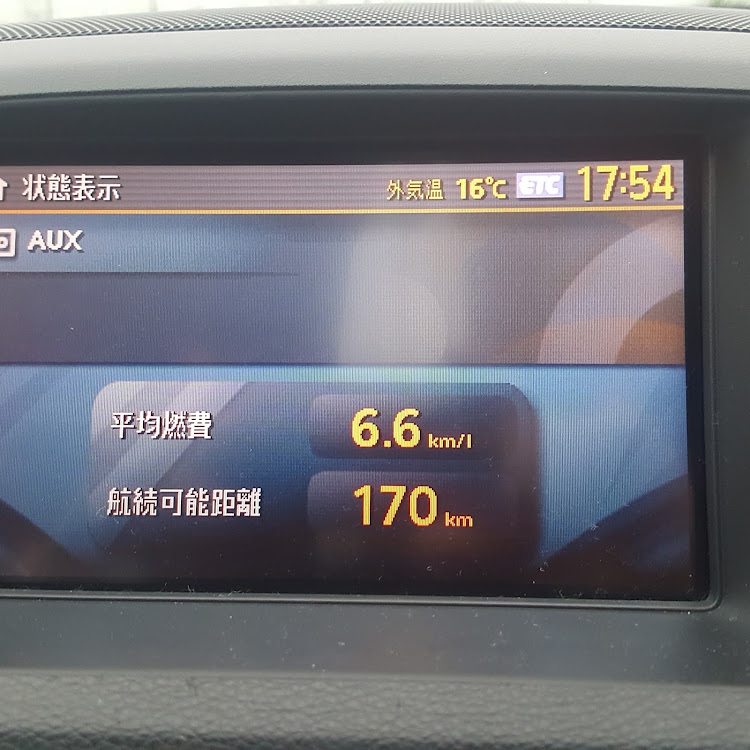 状態表示 外気温 16℃ ETC 17:54
AUX
平均燃費 6.6 km/l
航続可能距離 170 km